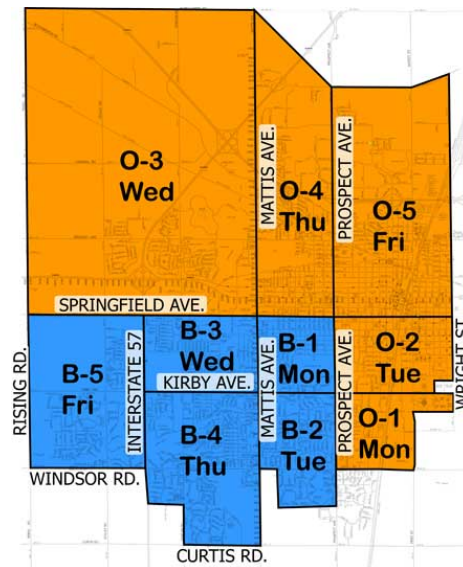 O-3
Wed
MATTIS AVE.
O-4
Thu
PROSPECT AVE.
O-5
Fri
SPRINGFIELD AVE.
RISING RD.
B-5
Fri
INTERSTATE 57
B-3
Wed
KIRBY AVE.
MATTIS AVE.
B-1
Mon
PROSPECT AVE.
O-2
Tue
WRIGHT ST.
B-4
Thu
B-2
Tue
O-1
Mon
WINDSOR RD.
CURTIS RD.